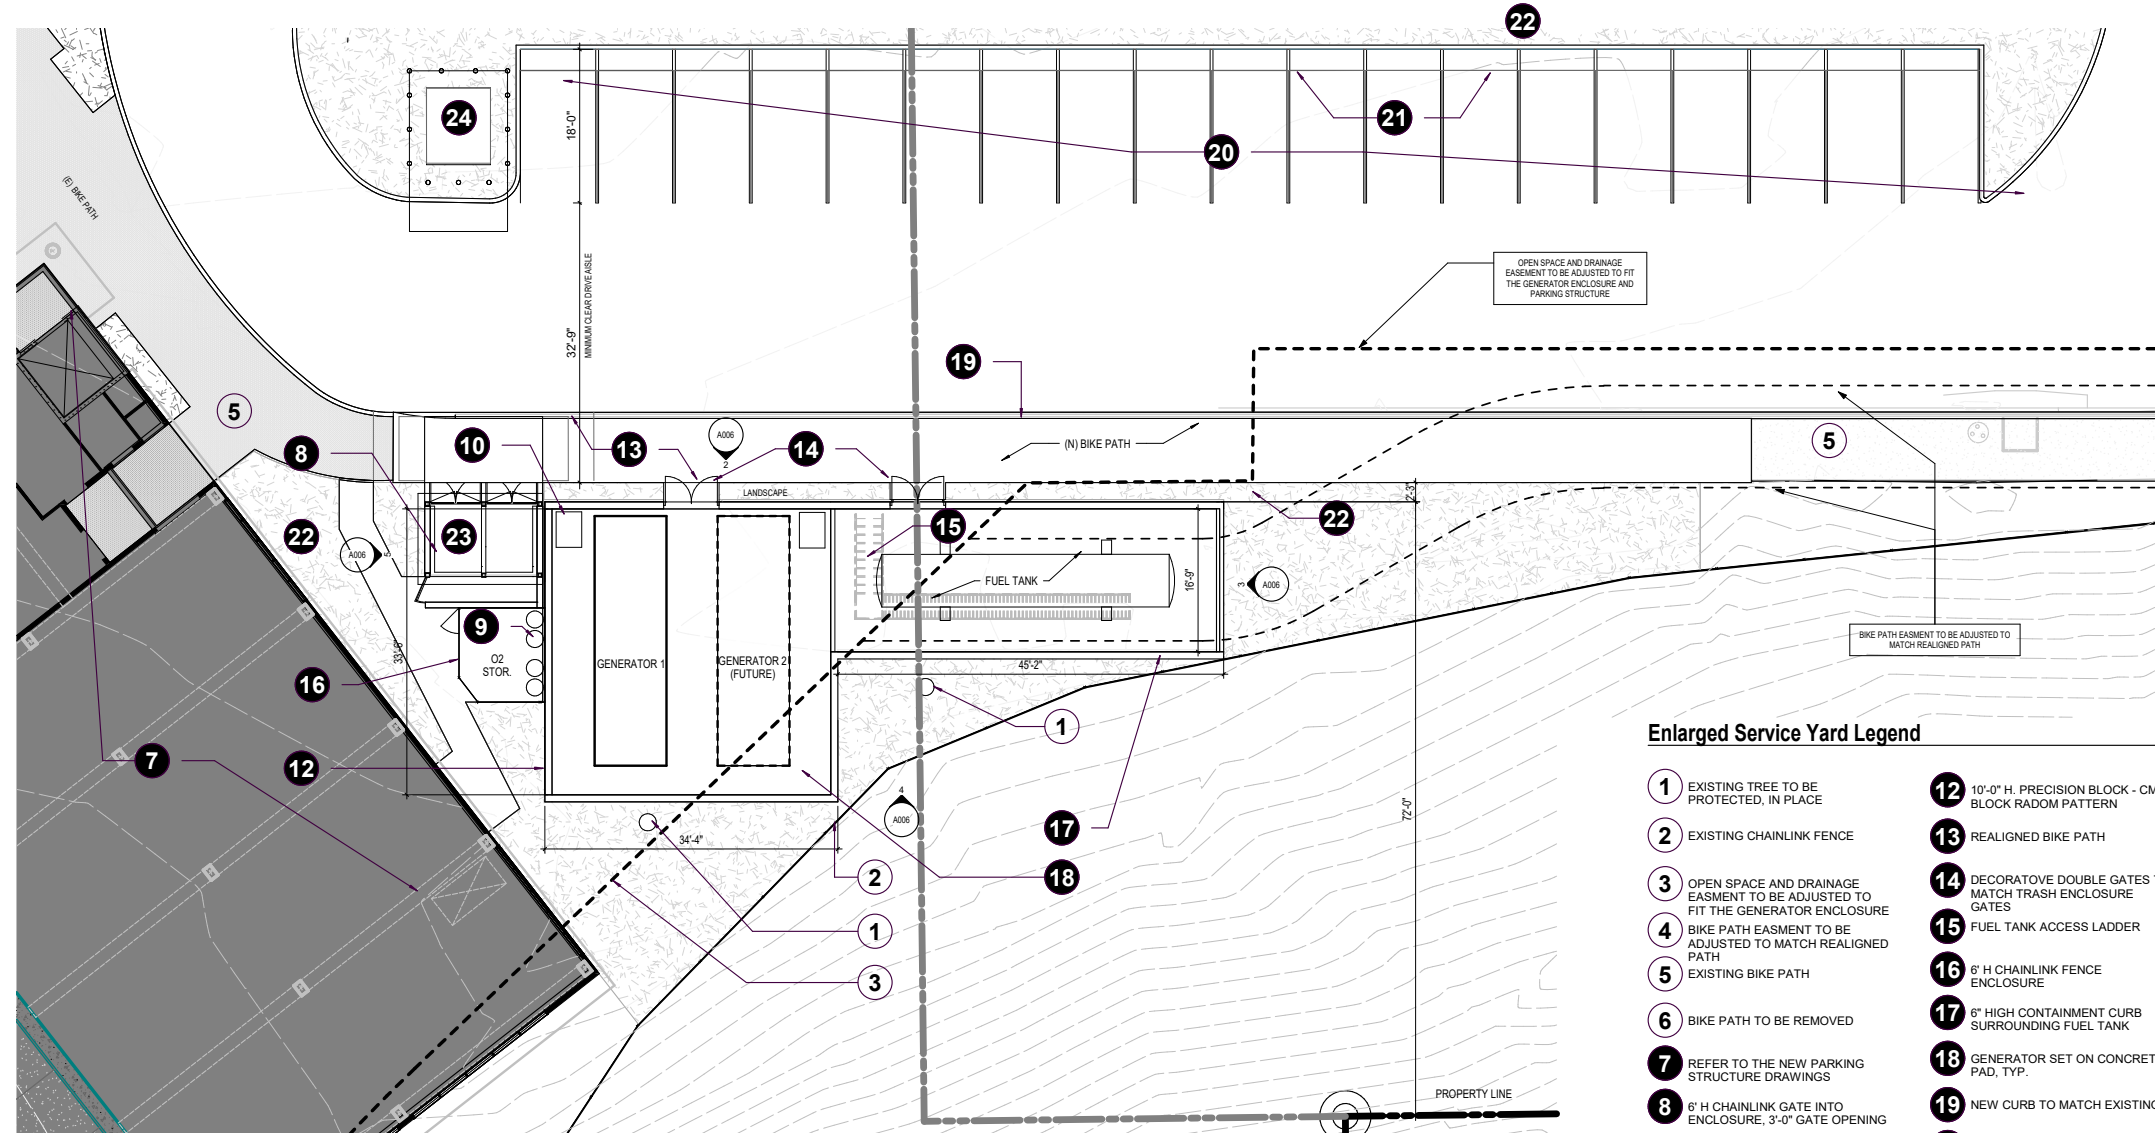 22
24
18'-0"
21
20
(E) BIKE PATH
OPEN SPACE AND DRAINAGE
EASEMENT TO BE ADJUSTED TO FIT
THE GENERATOR ENCLOSURE AND
PARKING STRUCTURE
32'-9"
MINIMUM CLEAR DRIVE AISLE
19
5
10
13
A006
2
14
(N) BIKE PATH
5
8
LANDSCAPE
2'-3"
22
A006
5
23
15
22
FUEL TANK
16'-9"
3
A006
9
O2
STOR.
33'-6"
GENERATOR 1
GENERATOR 2
(FUTURE)
45'-2"
BIKE PATH EASMENT TO BE ADJUSTED TO
MATCH REALIGNED PATH
16
1
7
12
4
A006
17
72'-0"
34'-4"
2
18
1
3
PROPERTY LINE
Enlarged Service Yard Legend
1 EXISTING TREE TO BE
PROTECTED, IN PLACE
2 EXISTING CHAINLINK FENCE
3 OPEN SPACE AND DRAINAGE
EASMENT TO BE ADJUSTED TO
FIT THE GENERATOR ENCLOSURE
4 BIKE PATH EASMENT TO BE
ADJUSTED TO MATCH REALIGNED
PATH
5 EXISTING BIKE PATH
6 BIKE PATH TO BE REMOVED
7 REFER TO THE NEW PARKING
STRUCTURE DRAWINGS
8 6' H CHAINLINK GATE INTO
ENCLOSURE, 3'-0" GATE OPENING
12 10'-0" H. PRECISION BLOCK - CM
BLOCK RADOM PATTERN
13 REALIGNED BIKE PATH
14 DECORATOVE DOUBLE GATES
MATCH TRASH ENCLOSURE
GATES
15 FUEL TANK ACCESS LADDER
16 6' H CHAINLINK FENCE
ENCLOSURE
17 6" HIGH CONTAINMENT CURB
SURROUNDING FUEL TANK
18 GENERATOR SET ON CONCRET
PAD, TYP.
19 NEW CURB TO MATCH EXISTING